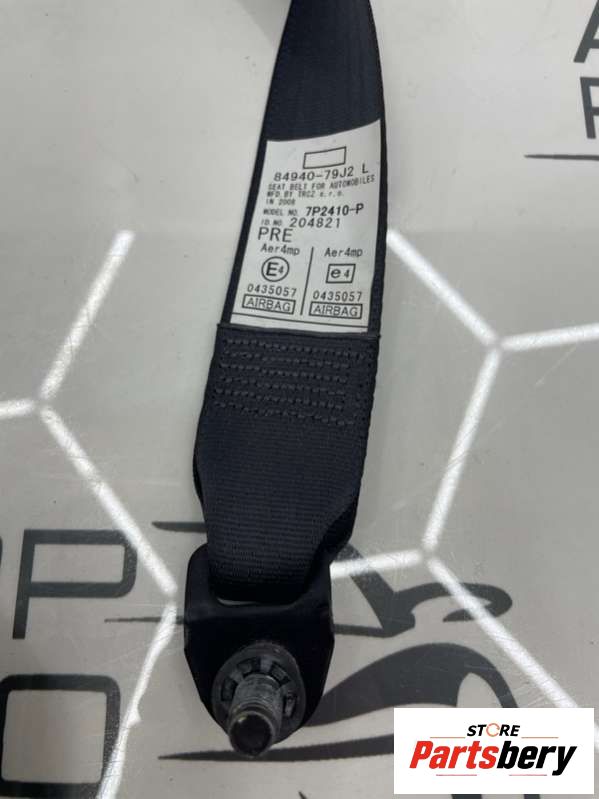 84940-79J2 L
SEAT BELT FOR AUTOMOBILES
MFD.BY TRCZ s.r.o.
IN 2008
MODEL NO. 7P2410-P
ID.NO. 204821
PRE
Aer4mp Aer4mp
E4 e4
0435057 0435057
AIRBAG AIRBAG
OP
O
STORE
Partsbery